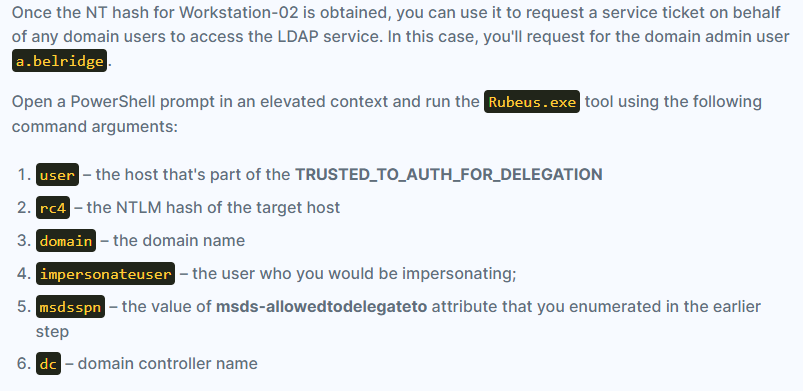 Once the NT hash for Workstation-02 is obtained, you can use it to request a service ticket on behalf
of any domain users to access the LDAP service. In this case, you'll request for the domain admin user
a.belridge.
Open a PowerShell prompt in an elevated context and run the Rubeus.exe tool using the following
command arguments:
1. user – the host that's part of the TRUSTED_TO_AUTH_FOR_DELEGATION
2. rc4 – the NTLM hash of the target host
3. domain – the domain name
4. impersonateuser – the user who you would be impersonating;
5. msdsspn – the value of msds-allowedtodelegateto attribute that you enumerated in the earlier
step
6. dc – domain controller name